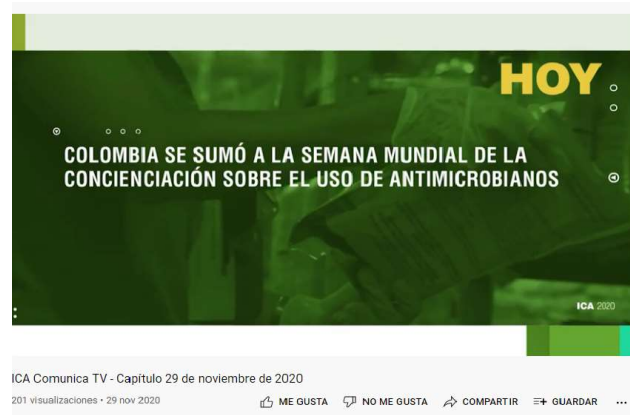 HOY
COLOMBIA SE SUMÓ A LA SEMANA MUNDIAL DE LA
CONCIENCIACIÓN SOBRE EL USO DE ANTIMICROBIANOS
ICA 2020
ICA Comunica TV - Capítulo 29 de noviembre de 2020
201 visualizaciones • 29 nov 2020 ME GUSTA NO ME GUSTA COMPARTIR GUARDAR ...